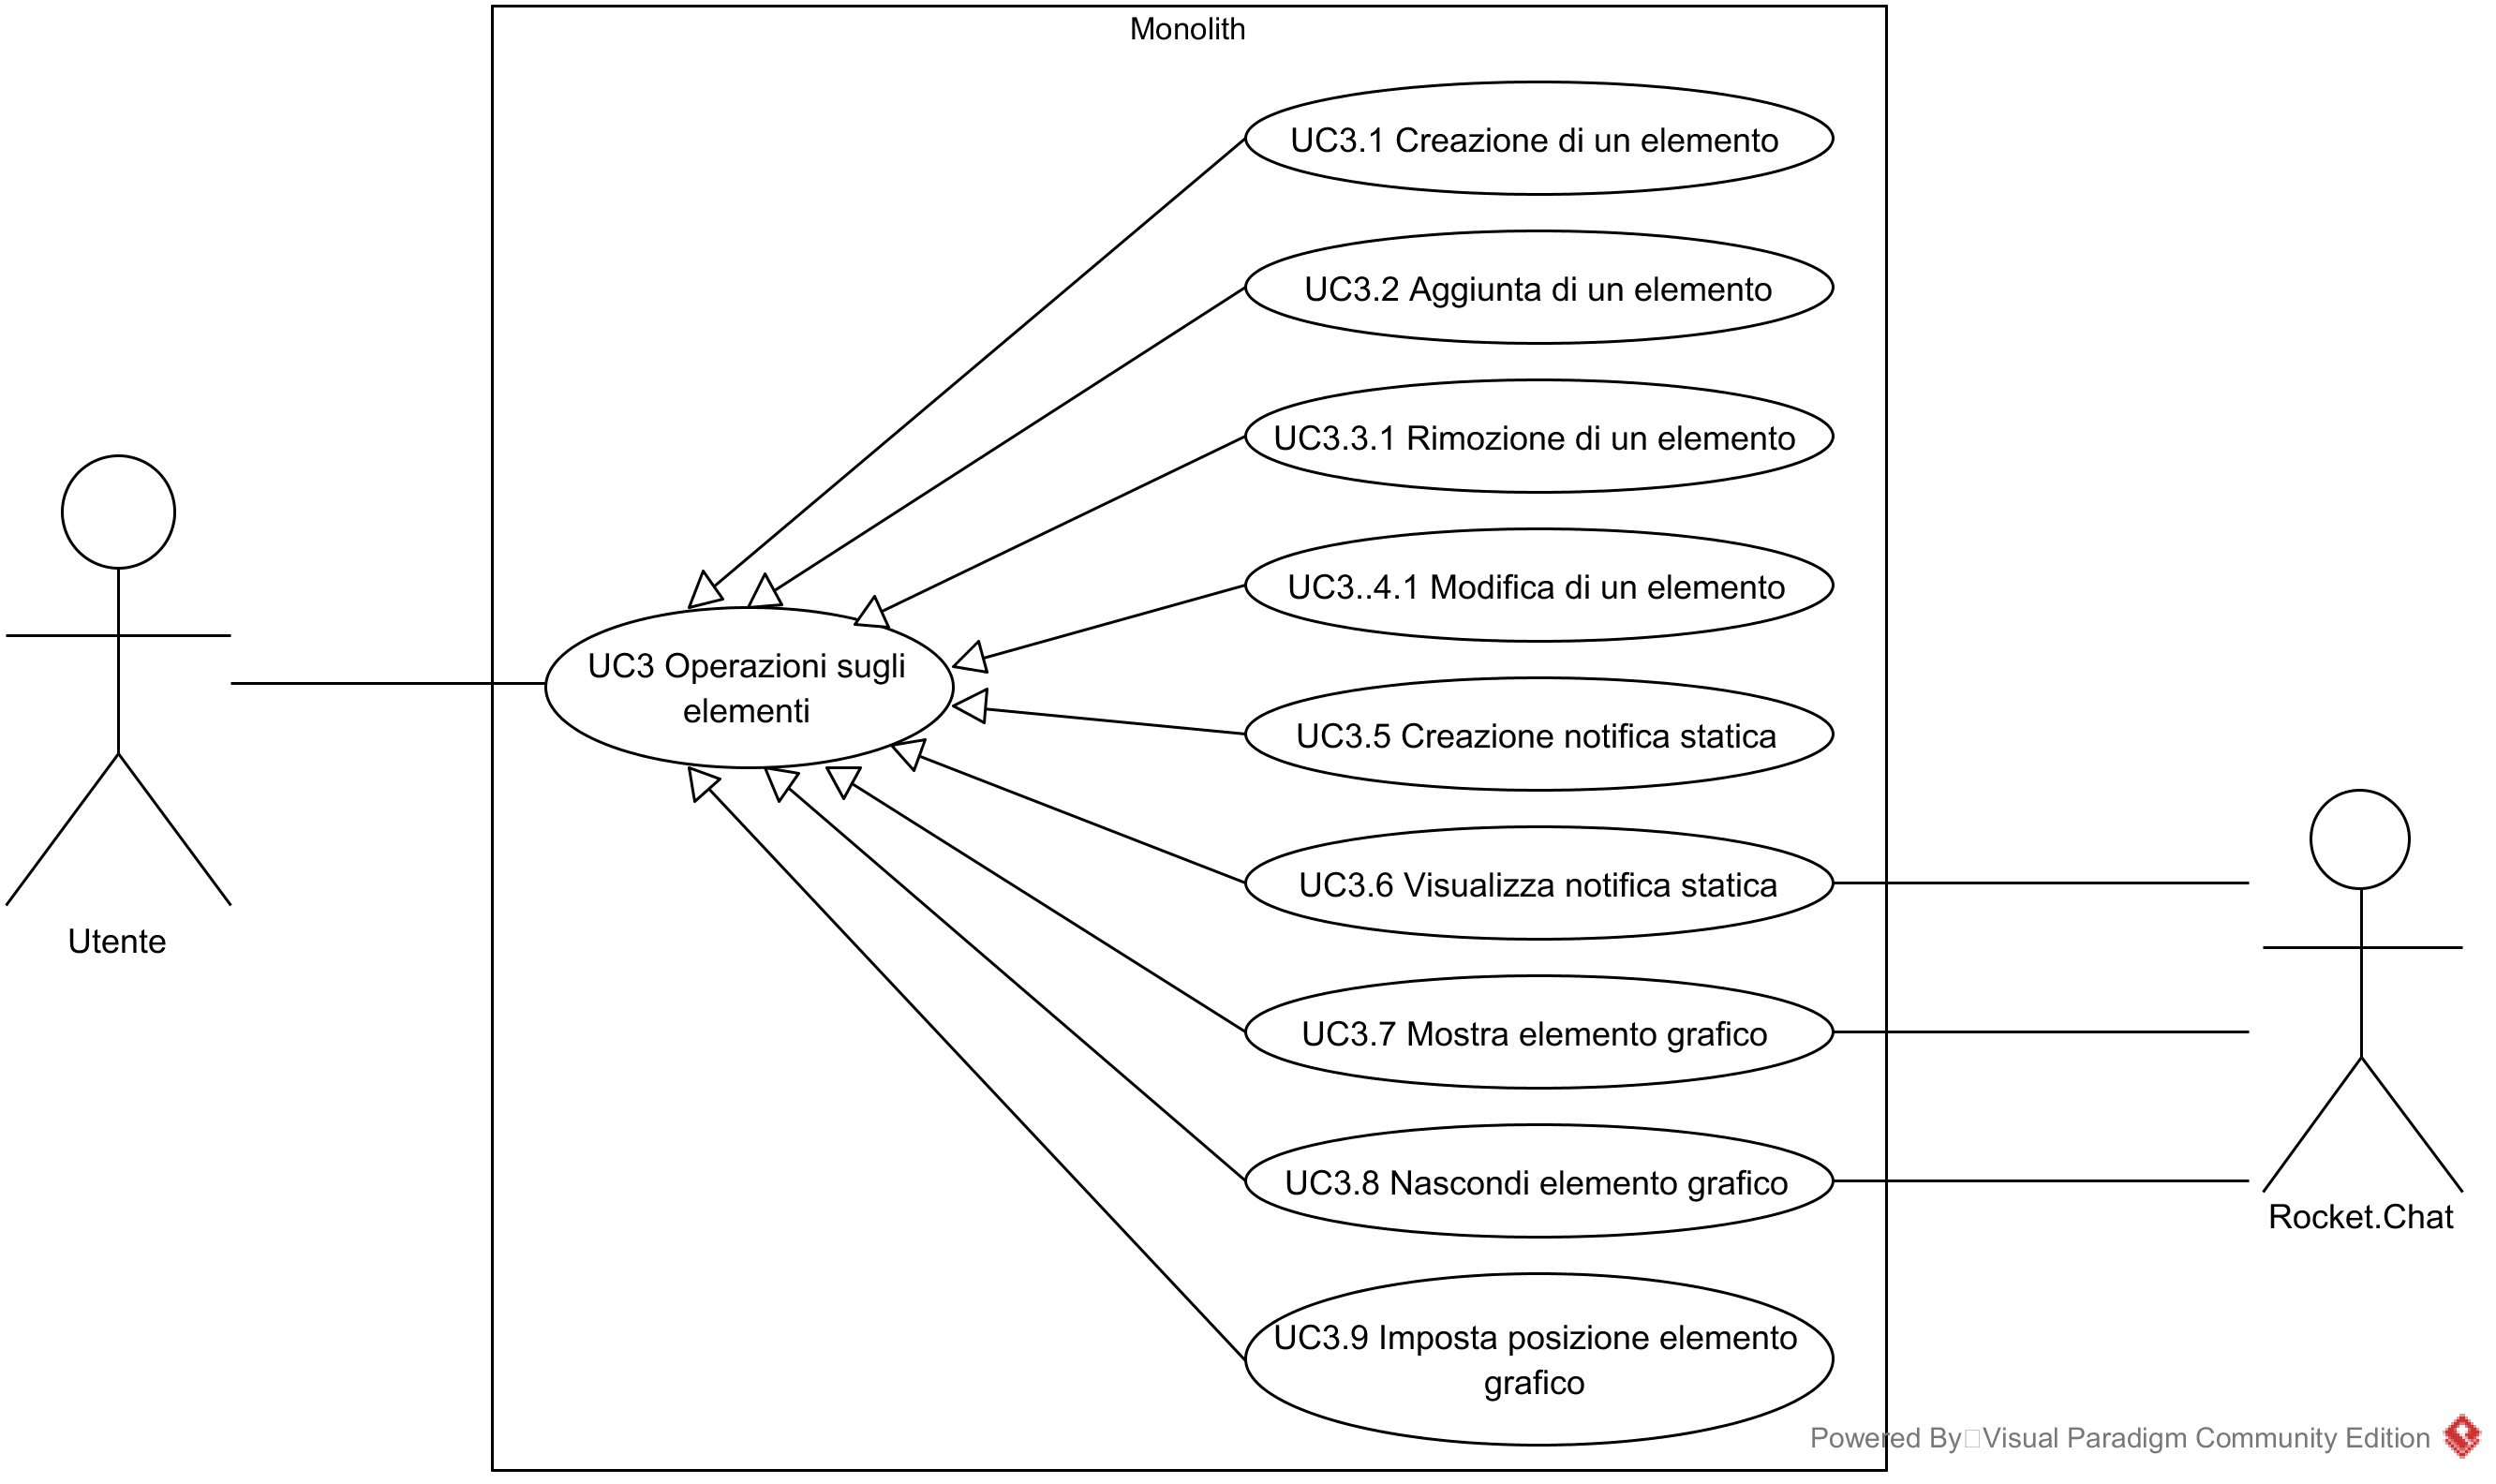 Monolith
UC3.1 Creazione di un elemento
UC3.2 Aggiunta di un elemento
UC3.3.1 Rimozione di un elemento
UC3..4.1 Modifica di un elemento
UC3 Operazioni sugli
elementi
UC3.5 Creazione notifica statica
UC3.6 Visualizza notifica statica
Utente
UC3.7 Mostra elemento grafico
UC3.8 Nascondi elemento grafico
Rocket.Chat
UC3.9 Imposta posizione elemento
grafico
Powered By Visual Paradigm Community Edition